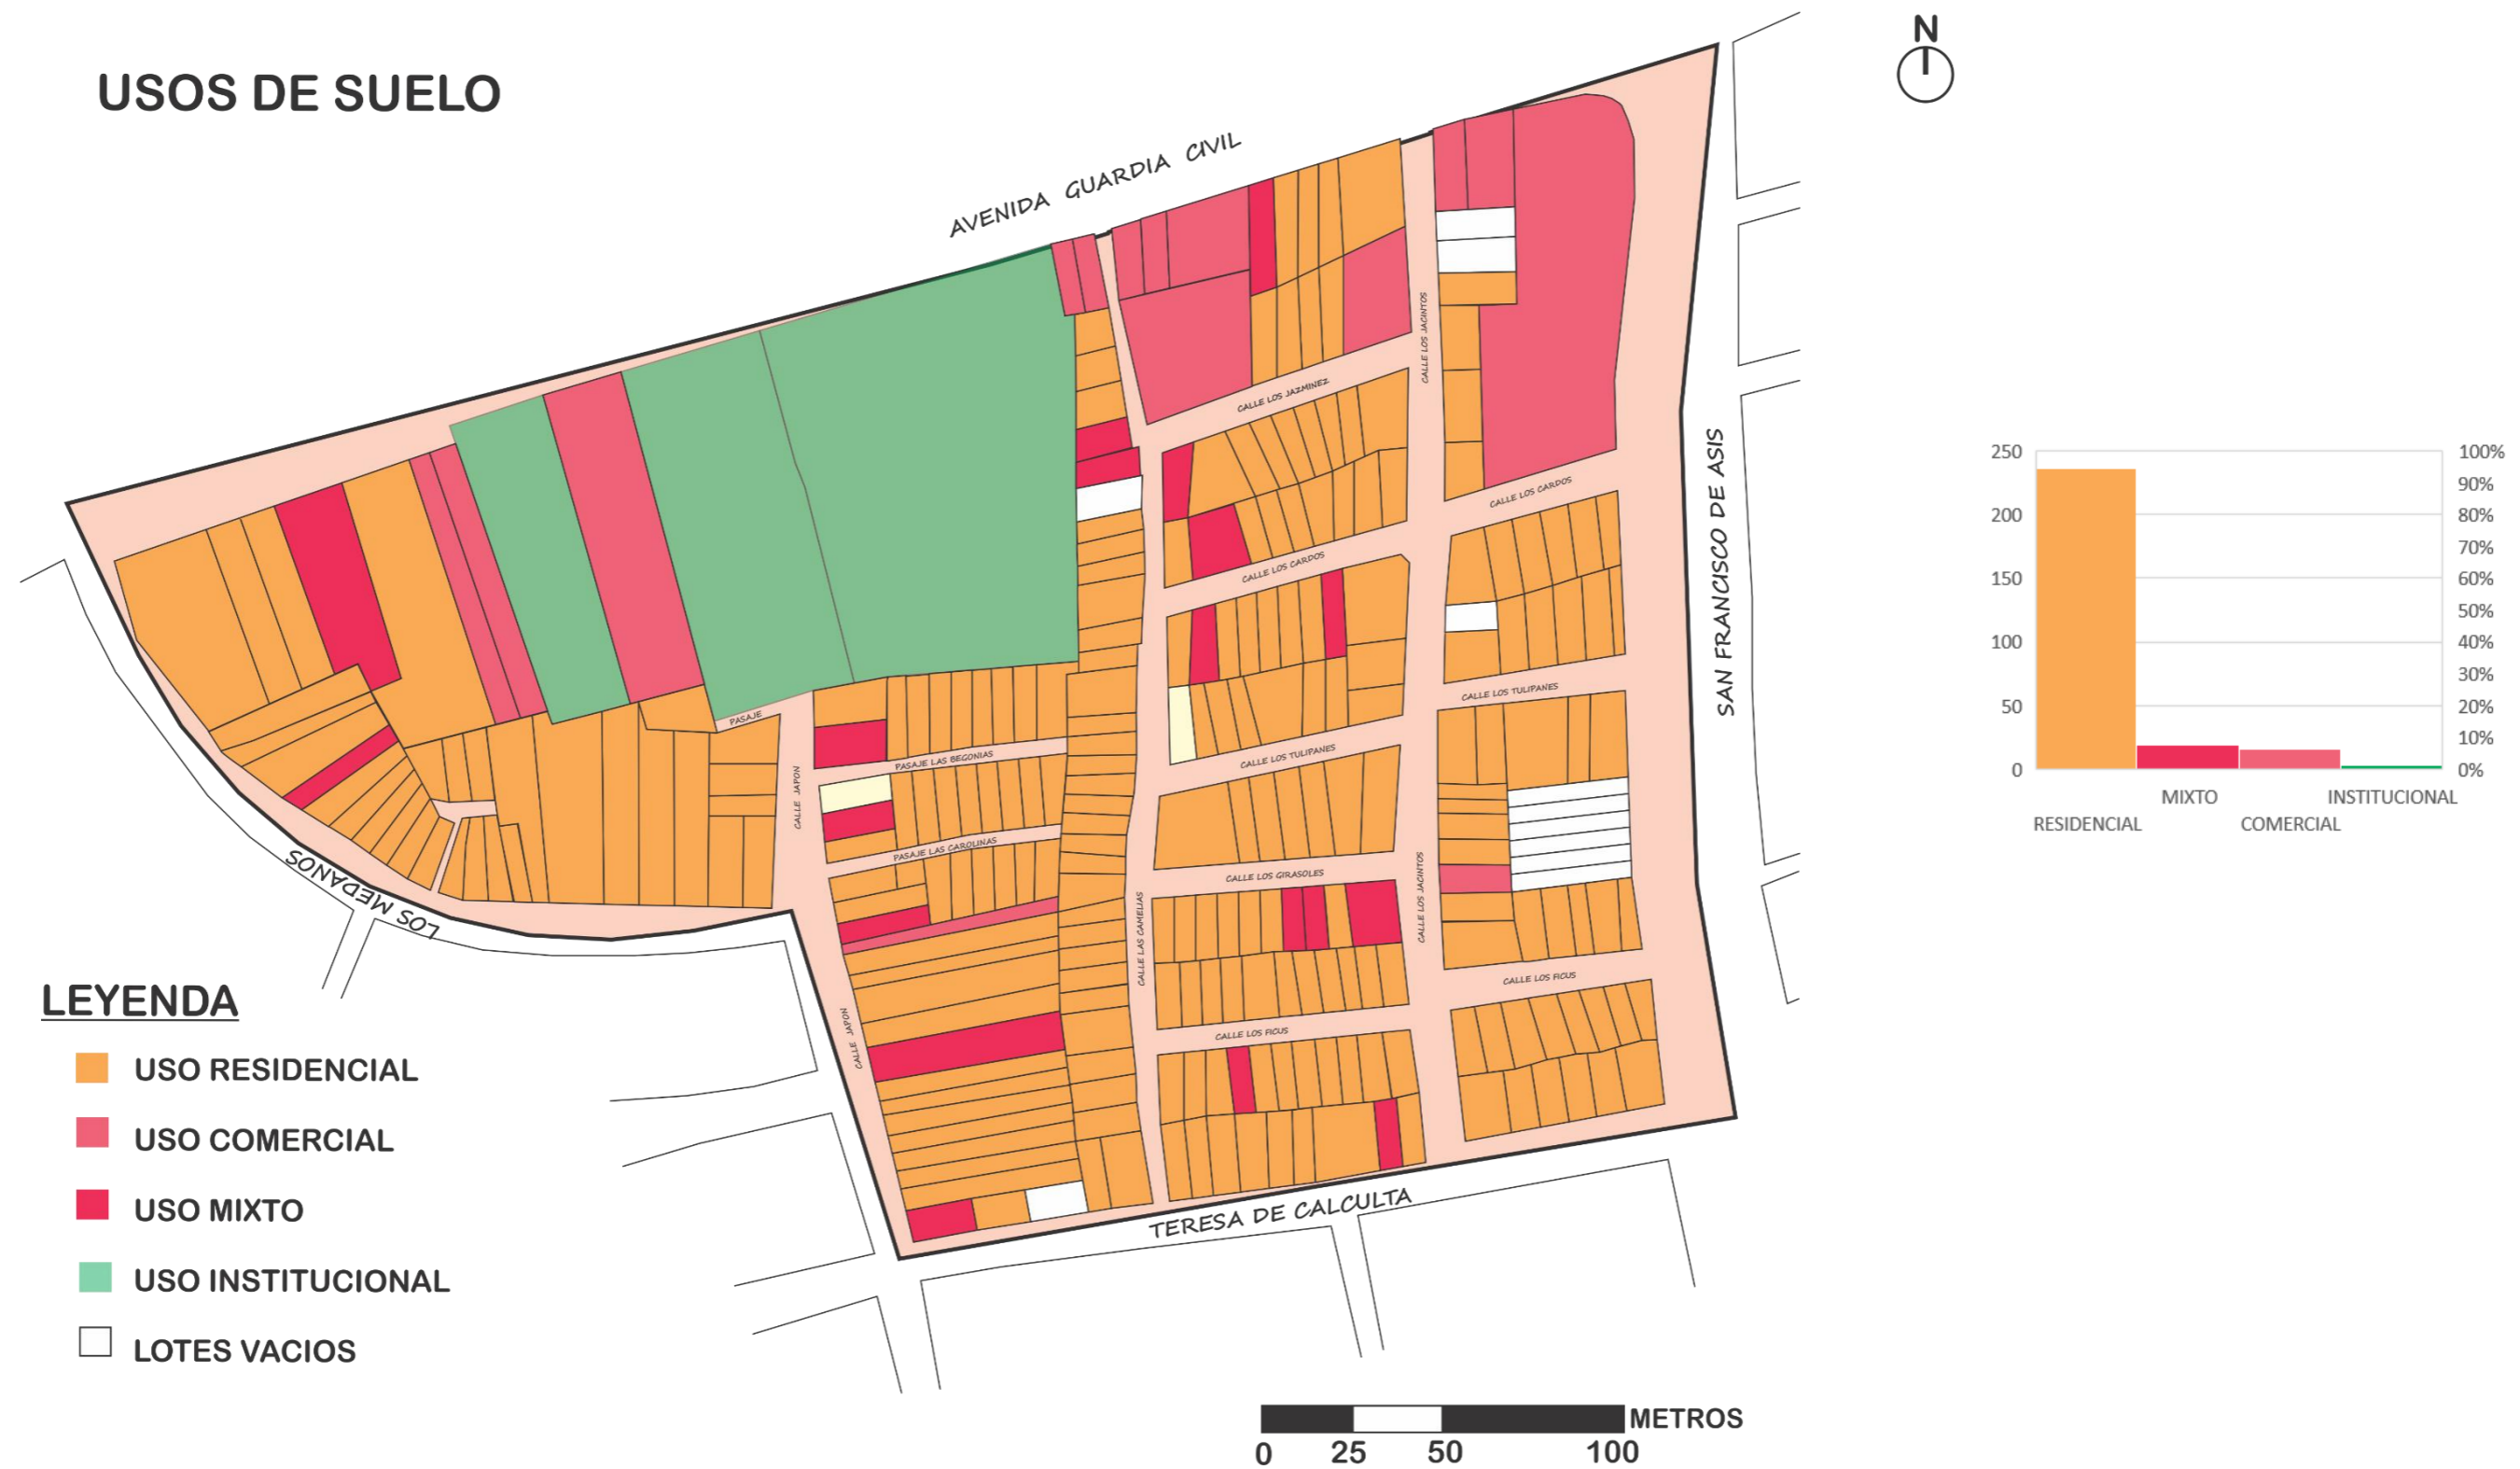 USOS DE SUELO
N
AVENIDA GUARDIA CIVIL
CALLE LOS JACINTOS
CALLE LOS JAZMINEZ
SAN FRANCISCO DE ASIS
CALLE LOS CARDOS
CALLE LOS CARDOS
CALLE LOS TULIPANES
PASAJE
CALLE LOS TULIPANES
PASAJE LAS BEGONIAS
CALLE JAPON
PASAJE LAS CAROLINAS
CALLE LOS GIRASOLES
CALLE LOS JACINTOS
CALLE LAS CAMELIAS
LOS MEDANOS
CALLE LOS FICUS
CALLE LOS FICUS
CALLE JAPON
TERESA DE CALCULTA
250
200
150
100
50
0
100%
90%
80%
70%
60%
50%
40%
30%
20%
10%
0%
MIXTO
INSTITUCIONAL
RESIDENCIAL
COMERCIAL
LEYENDA
USO RESIDENCIAL
USO COMERCIAL
USO MIXTO
USO INSTITUCIONAL
LOTES VACIOS
METROS
0 25 50 100